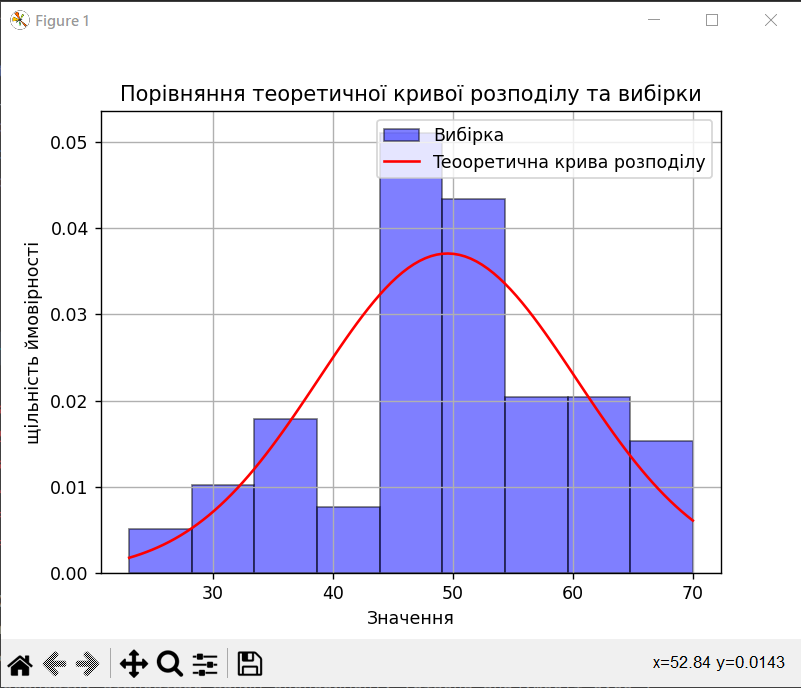 Figure 1
Порівняння теоретичної кривої розподілу та вибірки
Вибірка
Теооретична крива розподілу
щільність ймовірності
0.05
0.04
0.03
0.02
0.01
0.00
30 40 50 60 70
Значення
x=52.84 y=0.0143